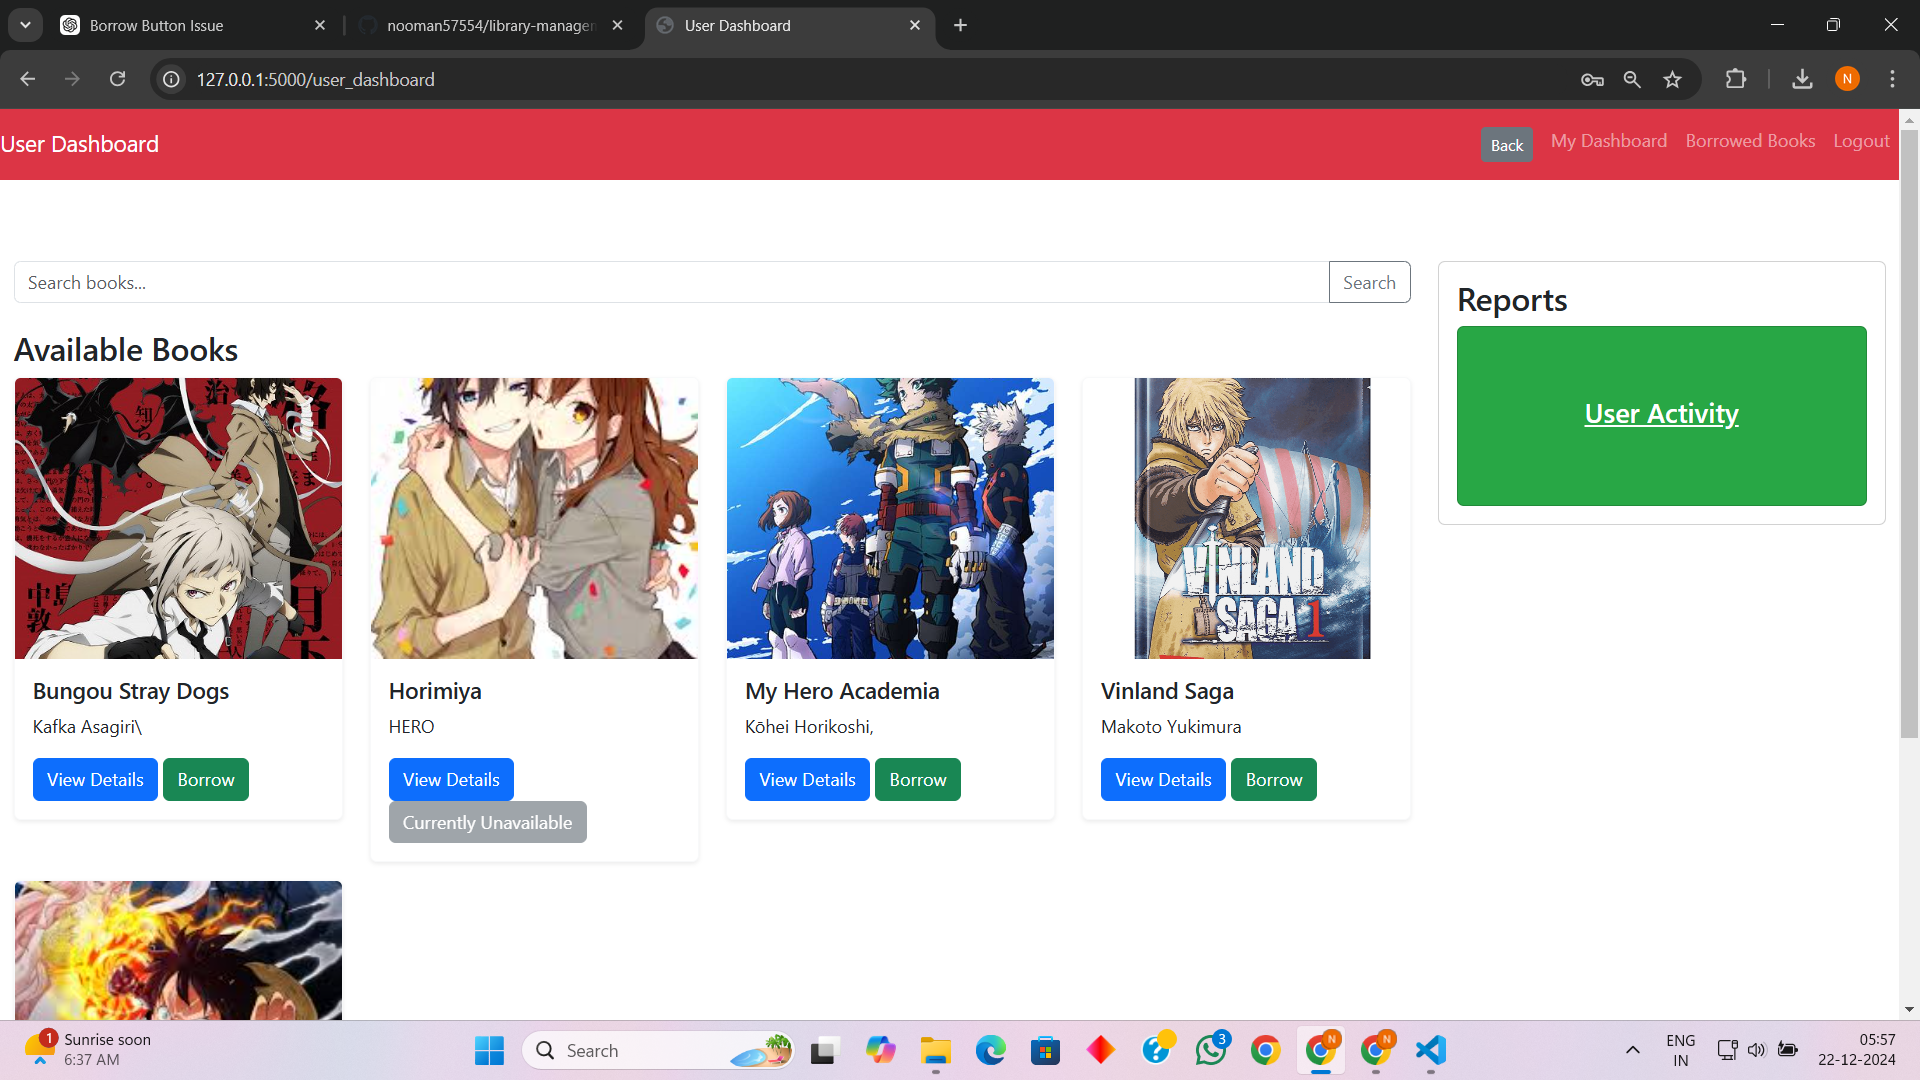 Borrow Button Issue
nooman57554/library-manager
User Dashboard
127.0.0.1:5000/user_dashboard
N
User Dashboard
Back
My Dashboard
Borrowed Books
Logout
Search books...
Search
Reports
User Activity
Available Books
VINLAND
SAGA 1
Bungou Stray Dogs
Kafka Asagiri\
View Details
Borrow
Horimiya
HERO
View Details
Currently Unavailable
My Hero Academia
Kōhei Horikoshi,
View Details
Borrow
Vinland Saga
Makoto Yukimura
View Details
Borrow
1
Sunrise soon
6:37 AM
Search
3
N
N
ENG
IN
05:57
22-12-2024